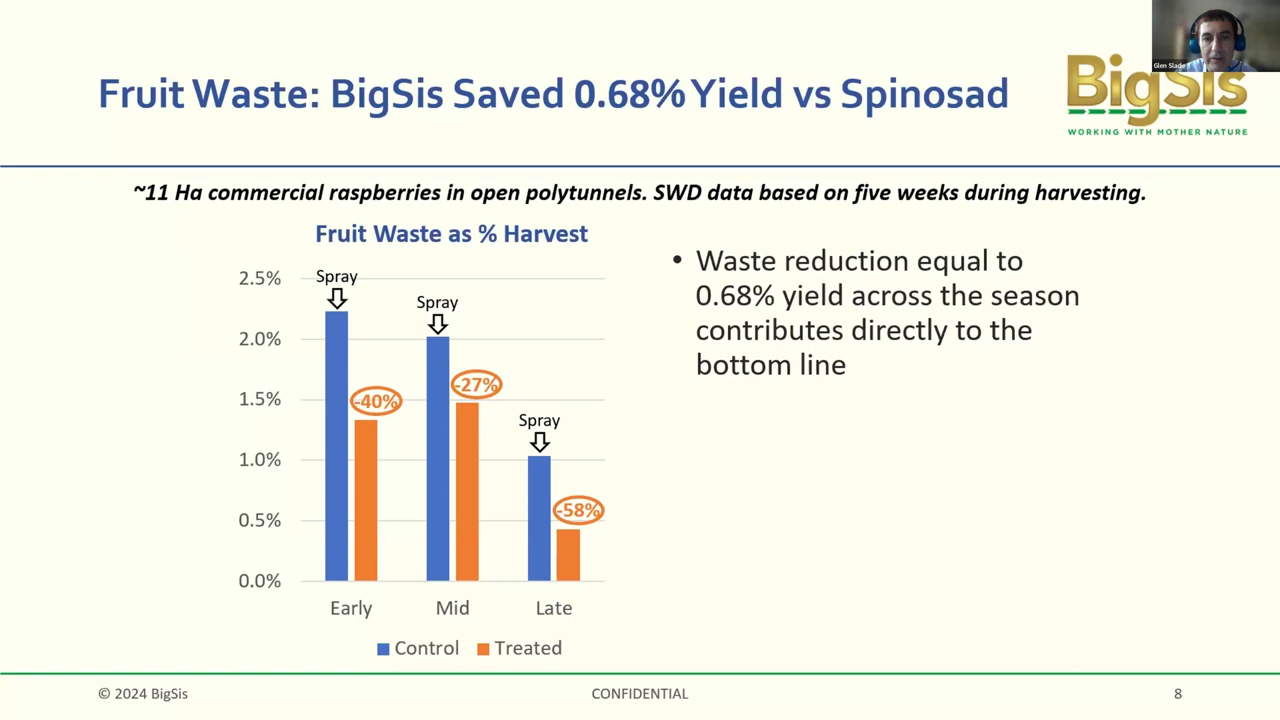 Glen Slade
Fruit Waste: BigSis Saved 0.68% Yield vs Spinosad
BigSis
WORKING WITH MOTHER NATURE
~11 Ha commercial raspberries in open polytunnels. SWD data based on five weeks during harvesting.
Fruit Waste as % Harvest
2.5%
2.0%
1.5%
1.0%
0.5%
0.0%
Spray
Spray
Spray
-40%
-27%
-58%
Early
Mid
Late
Control
Treated
• Waste reduction equal to
0.68% yield across the season
contributes directly to the
bottom line
© 2024 BigSis
CONFIDENTIAL
8